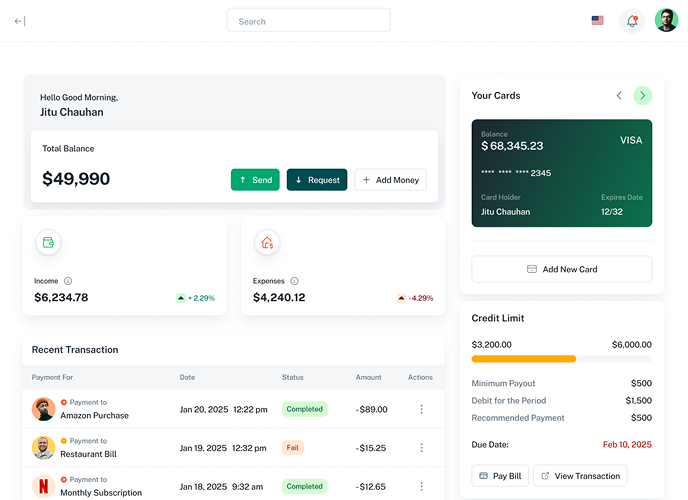 Search
Hello Good Morning,
Jitu Chauhan
Total Balance
$49,990
Send
Request
Add Money
Income
$6,234.78
+ 2.29%
Expenses
$4,240.12
-4.29%
Recent Transaction
Payment For Date Status Amount Actions
Payment to
Amazon Purchase
Jan 20, 2025 12:22 pm
Completed
-$89.00
Payment to
Restaurant Bill
Jan 19, 2025 12:32 pm
Fail
-$15.25
N
Payment to
Monthly Subscription
Jan 18, 2025 9:32 am
Completed
-$12.65
Your Cards
Balance
$ 68,345.23
VISA
**** **** **** 2345
Card Holder Expires Date
Jitu Chauhan 12/32
Add New Card
Credit Limit
$3,200.00 $6,000.00
Minimum Payout $500
Debit for the Period $1,500
Recommended Payment $500
Due Date: Feb 10, 2025
Pay Bill
View Transaction